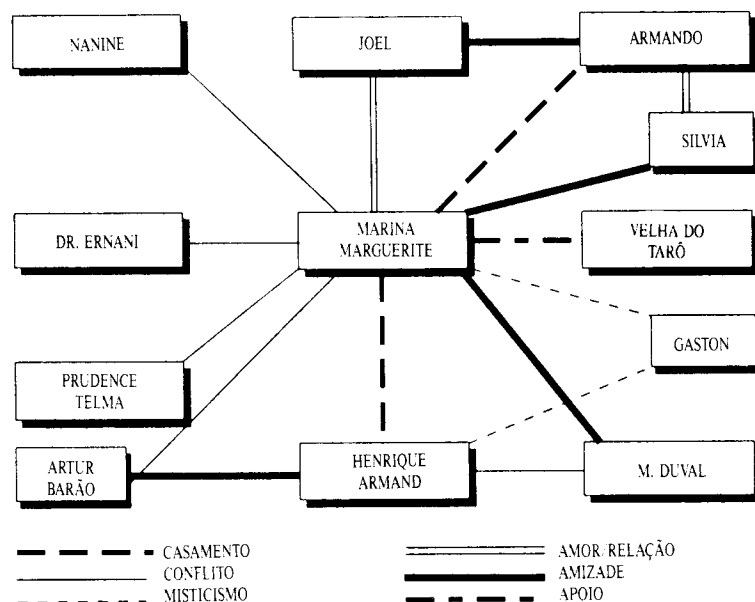 NANINE
JOEL
ARMANDO
SILVIA
DR. ERNANI
MARINA
MARGUERITE
VELHA DO
TARÔ
GASTON
PRUDENCE
TELMA
ARTUR
BARÃO
HENRIQUE
ARMAND
M. DUVAL
CASAMENTO
CONFLITO
MISTICISMO
AMOR/RELAÇÃO
AMIZADE
APOIO